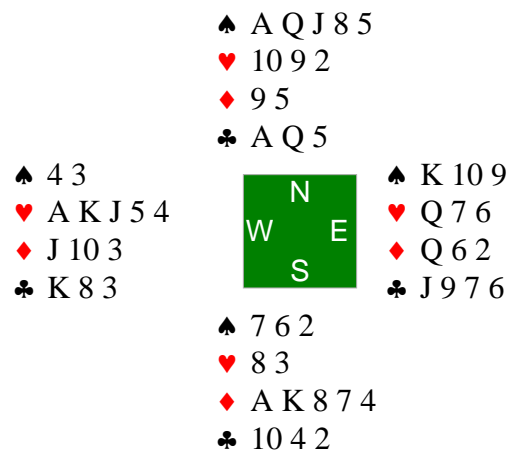 ♠ A Q J 8 5
♥ 10 9 2
♦ 9 5
♣ A Q 5
♠ 4 3
♥ A K J 5 4
♦ J 10 3
♣ K 8 3
N
W E
S
♠ K 10 9
♥ Q 7 6
♦ Q 6 2
♣ J 9 7 6
♠ 7 6 2
♥ 8 3
♦ A K 8 7 4
♣ 10 4 2